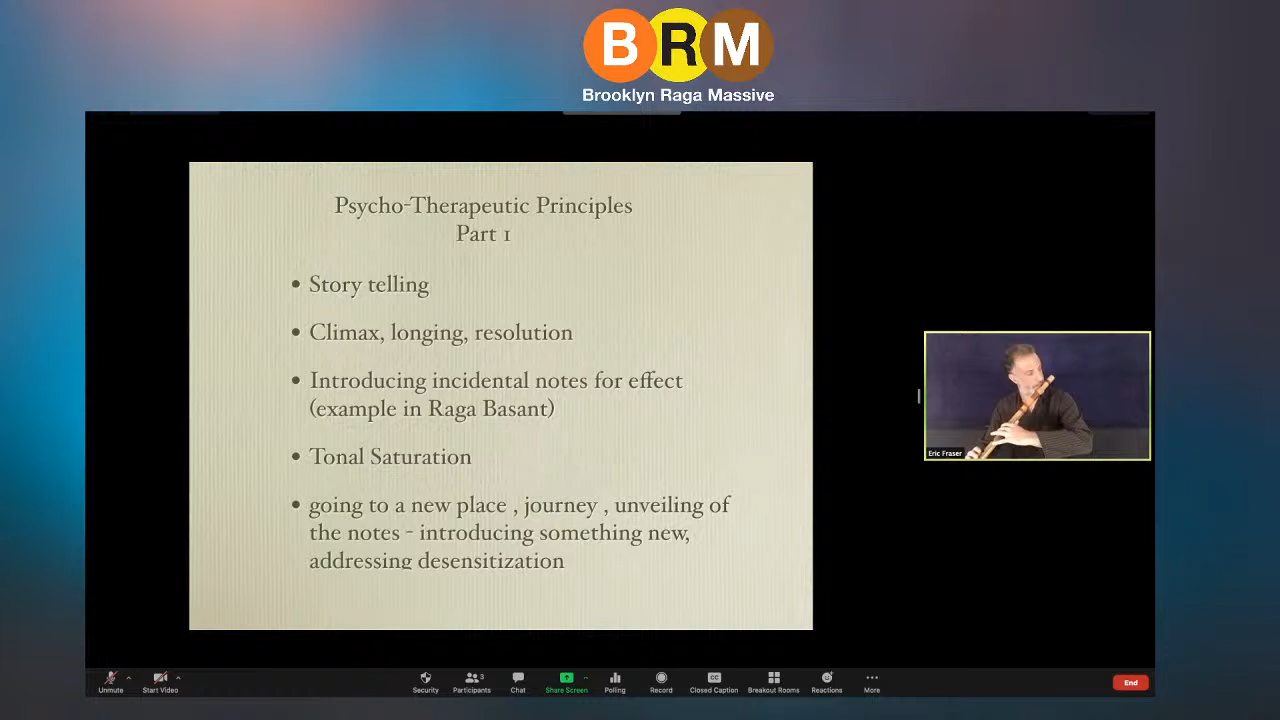 BRM
Brooklyn Raga Massive
Psycho-Therapeutic Principles
Part 1
• Story telling
• Climax, longing, resolution
• Introducing incidental notes for effect
(example in Raga Basant)
• Tonal Saturation
• going to a new place , journey , unveiling of
the notes - introducing something new,
addressing desensitization
Eric Fraser
Unmute
Start Video
Security
Participants
3
Chat
Share Screen
Polling
Record
CC
Closed Caption
Breakout Rooms
Reactions
More
End